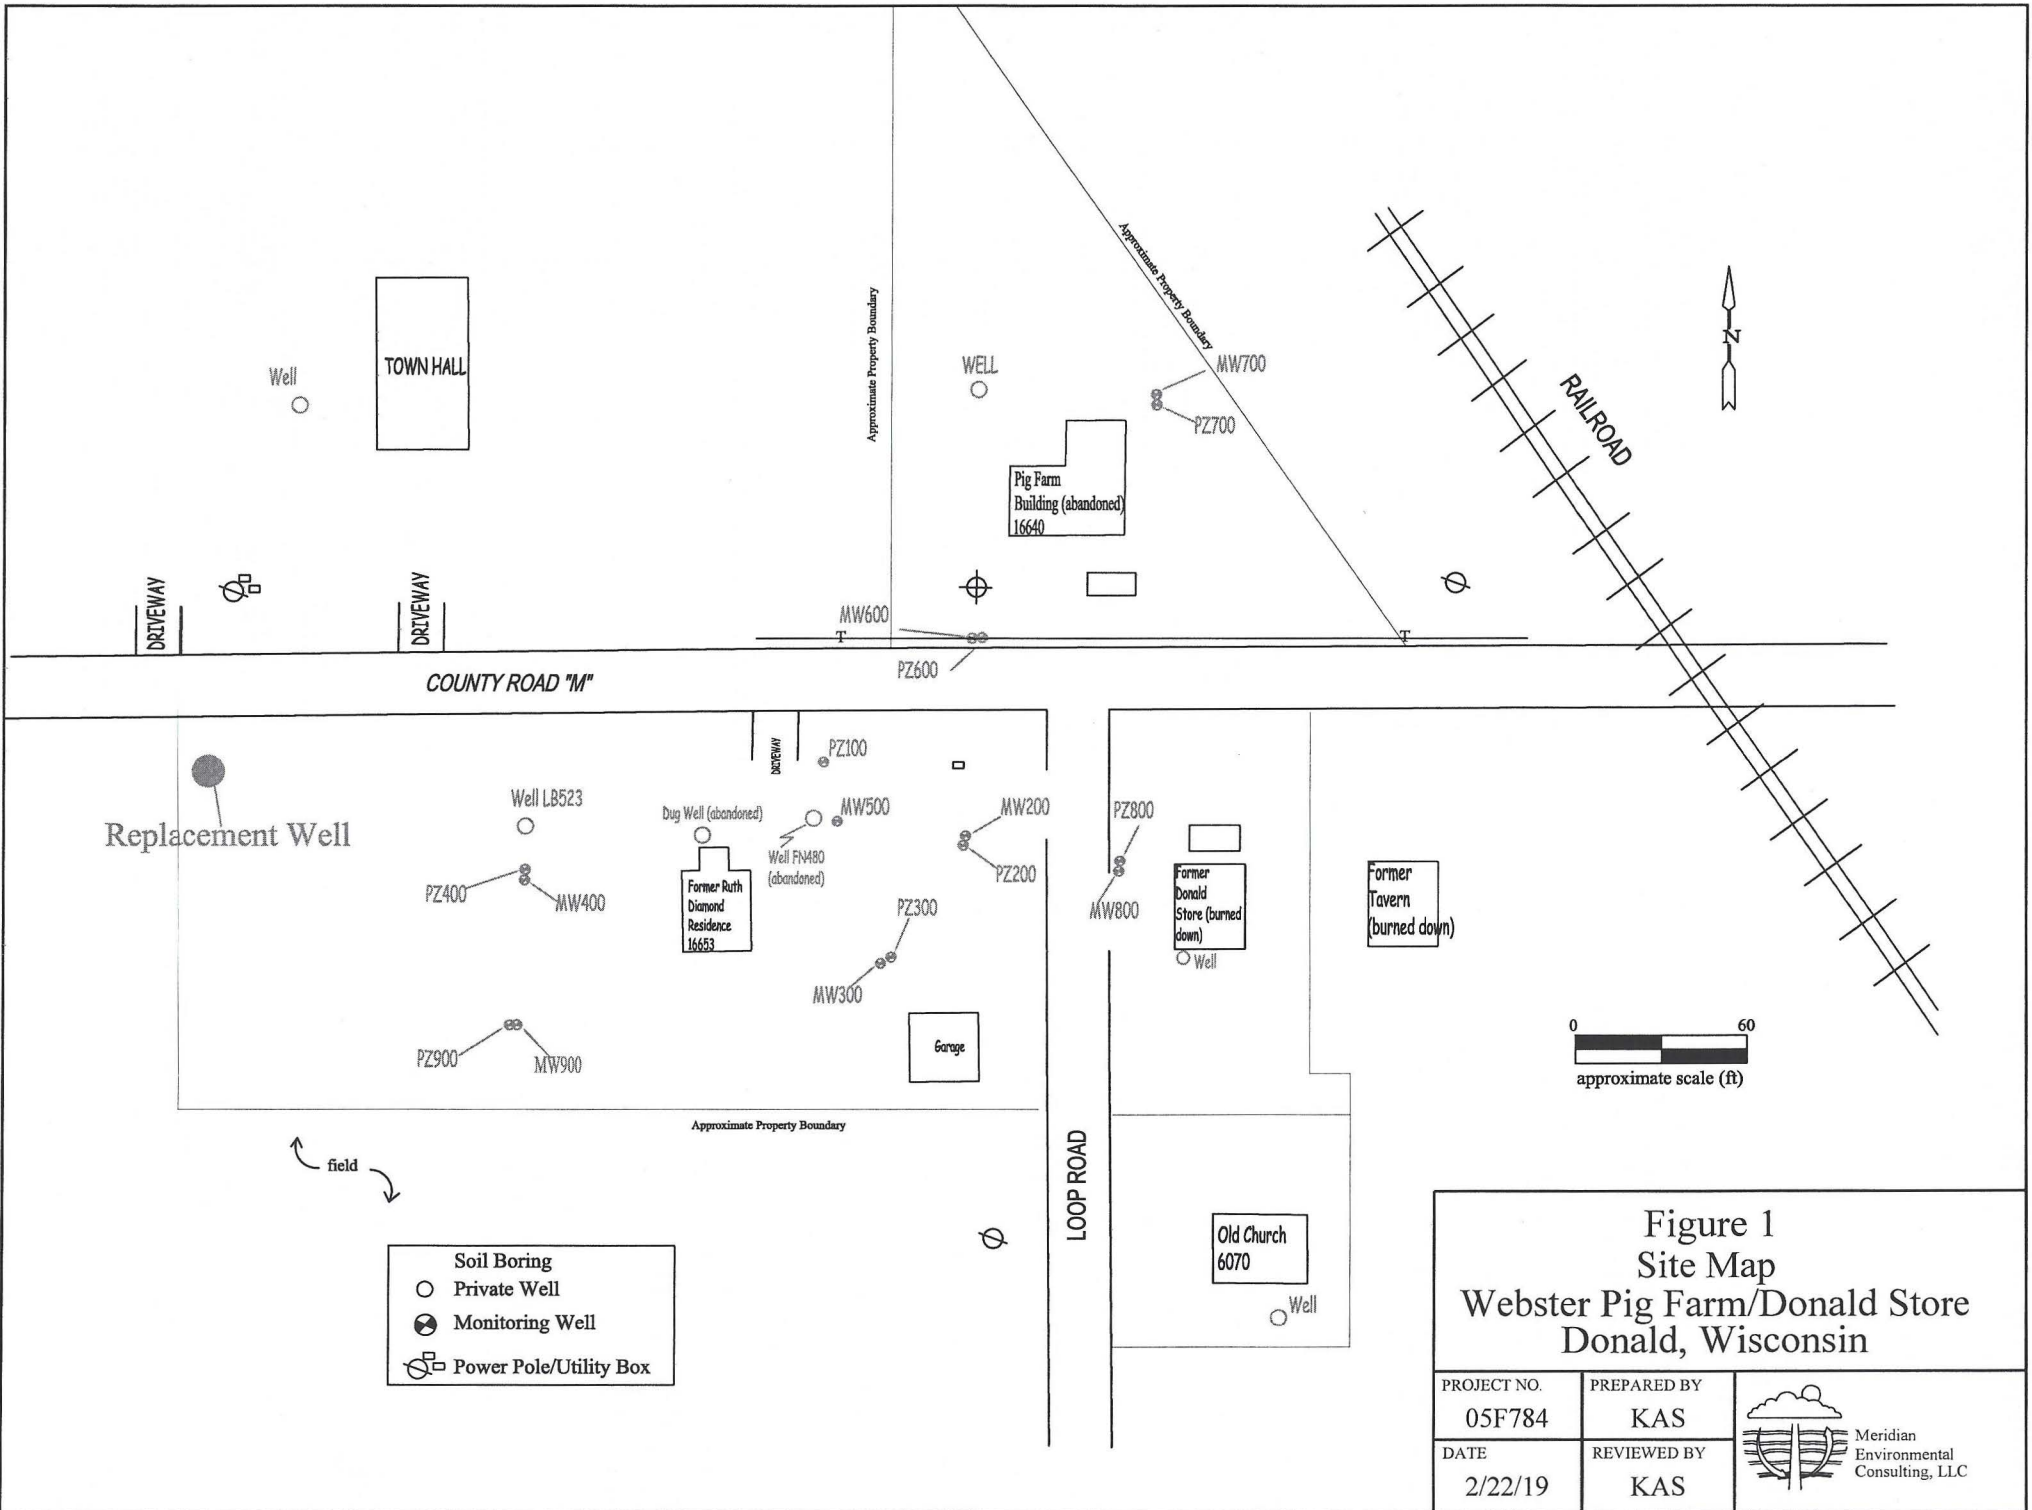 Approximate Property Boundary
Approximate Property Boundary
Well
TOWN HALL
WELL
MW700
PZ700
N
RAILROAD
Pig Farm
Building (abandoned)
16640
DRIVEWAY
DRIVEWAY
MW600
T
T
PZ600
COUNTY ROAD "M"
DRIVEWAY
PZ100
Replacement Well
Well LB523
Dug Well (abandoned)
MW500
Well FN480
(abandoned)
MW200
PZ200
PZ800
MW800
PZ400
MW400
Former Ruth
Diamond
Residence
16653
PZ300
MW300
Former
Donald
Store (burned
down)
Well
Former
Tavern
(burned down)
PZ900
MW900
Garage
0 60
approximate scale (ft)
Approximate Property Boundary
field
LOOP ROAD
Old Church
6070
Well
Soil Boring
Private Well
Monitoring Well
Power Pole/Utility Box
Figure 1
Site Map
Webster Pig Farm/Donald Store
Donald, Wisconsin
PROJECT NO.
05F784
PREPARED BY
KAS
DATE
2/22/19
REVIEWED BY
KAS
Meridian
Environmental
Consulting, LLC